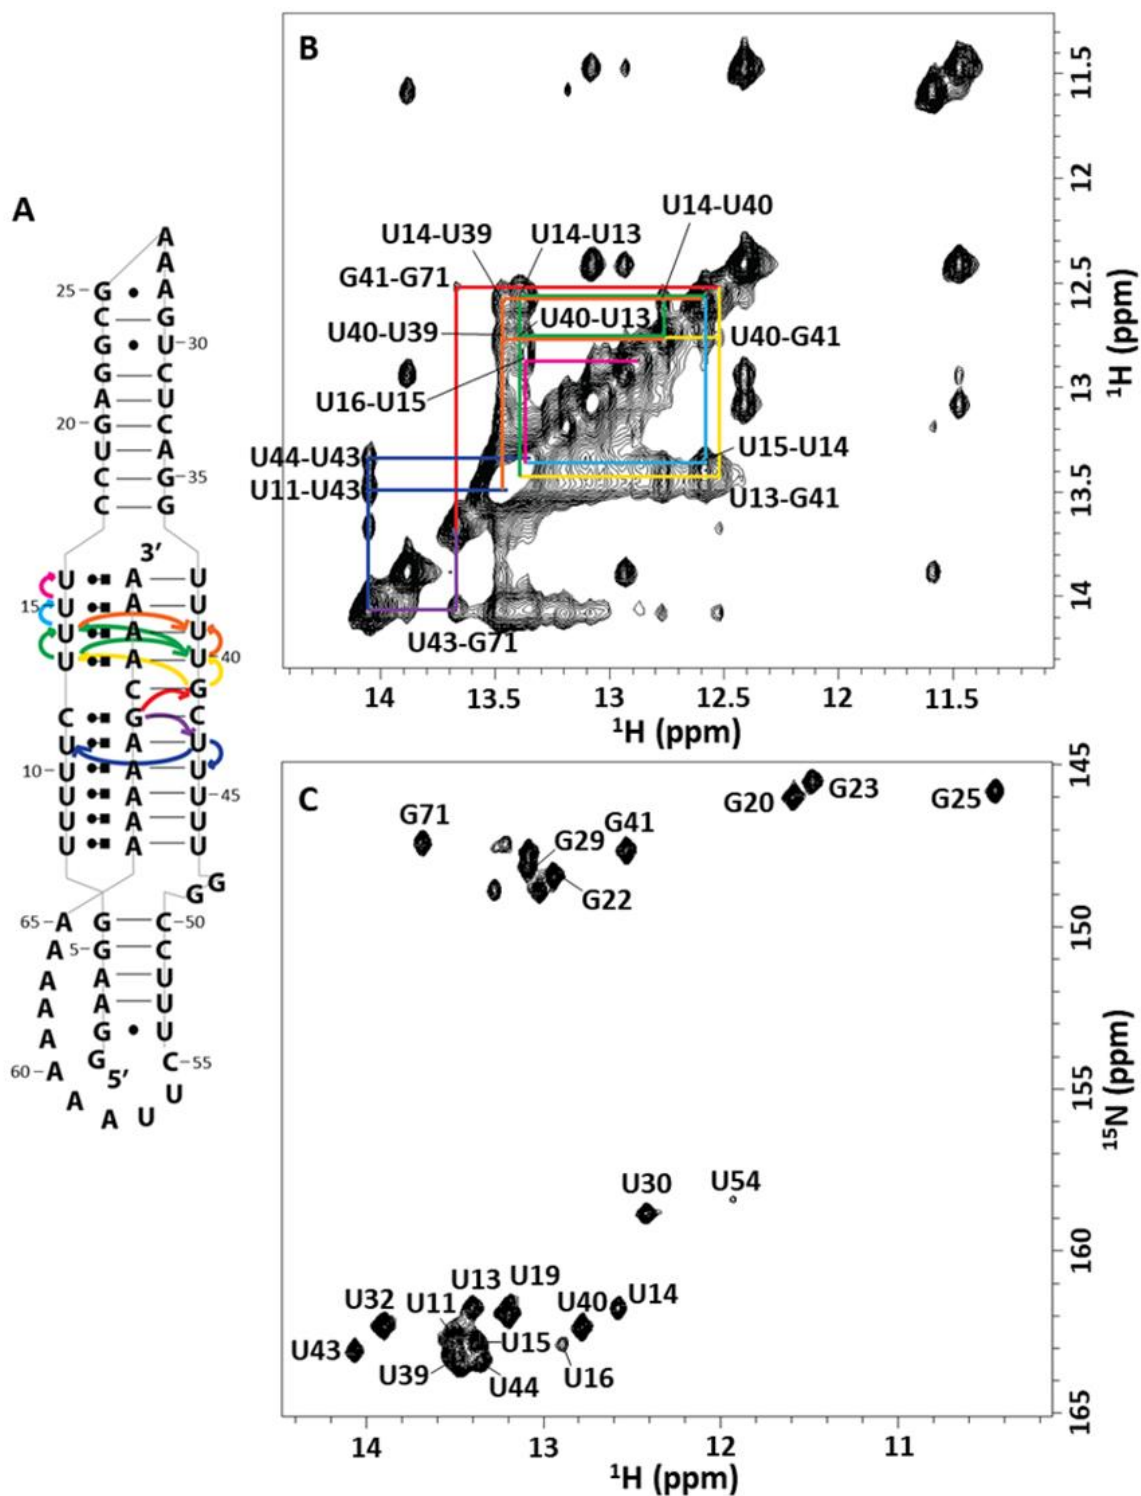 A
A
A
A
25
G
G
C
U
30
G
G
C
U
A
C
20
G
A
U
C
G
35
C
G
C
3′
U
A
U
15
U
A
U
U
A
U
U
A
U
40
C
G
C
G
C
U
A
U
10
U
A
U
U
A
U
45
U
A
U
U
A
U
G
G
65
A
G
C
50
A
5
G
C
A
A
U
A
A
U
A
G
U
60
A
G
5′
C
55
A
A
U
U
B
U14-U39
U14-U13
U14-U40
G41-G71
U40-U39
U40-U13
U40-G41
U16-U15
U44-U43
U11-U43
U15-U14
U13-G41
U43-G71
11.5
12
12.5
13
13.5
14
¹H (ppm)
14
13.5
13
12.5
12
11.5
¹H (ppm)
C
G71
G29
G41
G22
G20
G23
G25
U30
U54
U32
U11
U13
U19
U40
U14
U43
U39
U15
U44
U16
145
150
155
160
165
¹⁵N (ppm)
14
13
12
11
¹H (ppm)